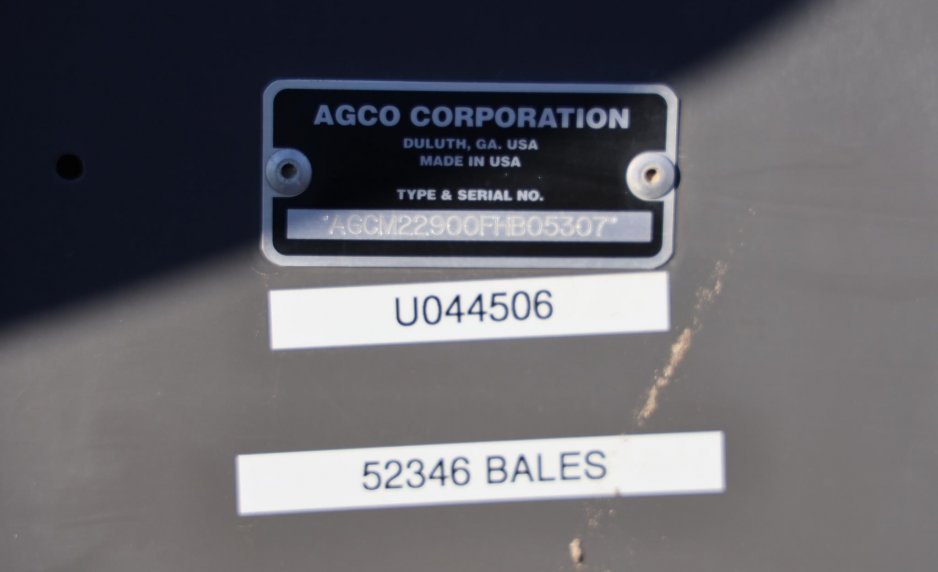 AGCO CORPORATION
DULUTH, GA. USA
MADE IN USA
TYPE & SERIAL NO.
*AGCM22900FHB05307*
U044506
52346 BALES